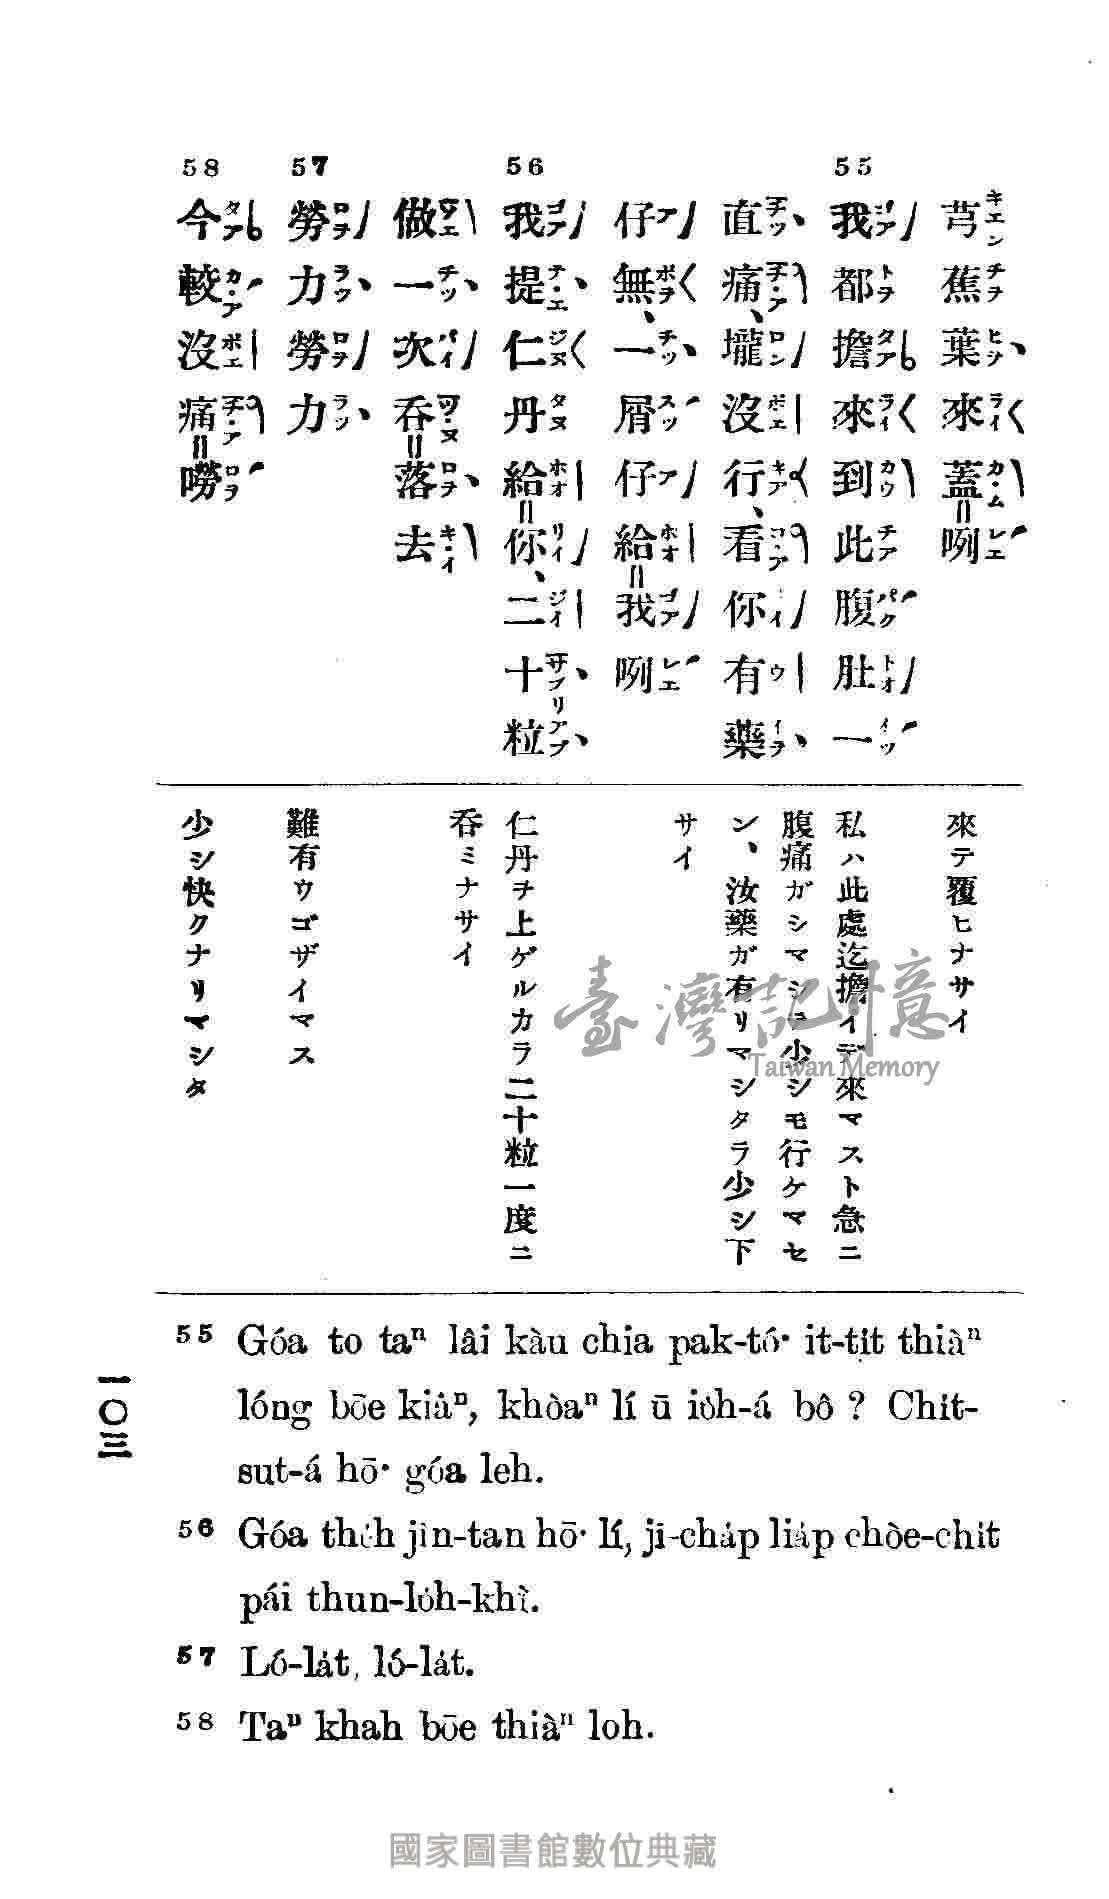 芎蕉葉來蓋=咧
55 我都擔來到此腹肚一
直痛、壠沒行、看你有藥
仔無、一屑仔給=我咧
56 我提仁丹給=你、二十粒
做一次呑=落去
57 勞力勞力
58 今較沒痛=嘮
來テ覆ヒナサイ
私ハ此處迄擔イデ來マスト急ニ
腹痛ガシマシテ少シモ行ケマセ
ン、汝藥ガ有リマシタラ少シ下
サイ
仁丹ヲ上ゲルカラ二十粒一度ニ
呑ミナサイ
難有ウゴザイマス
少シ快クナリマシタ
55 Góa to taⁿ lâi kàu chia pak-tó͘ it-ti̍t thiàⁿ
lóng bōe kiâⁿ, khòaⁿ lí ū io̍h-á bô ? Chi̍t-
sut-á hō͘ góa leh.
56 Góa the̍h jîn-tan hō͘ lí, jī-cha̍p lia̍p chòe-chi̍t
pái thun-lo̍h-khì.
57 Ló-la̍t, ló-la̍t.
58 Taⁿ khah bōe thiàⁿ loh.
一〇三
臺灣記憶
Taiwan Memory
國家圖書館數位典藏